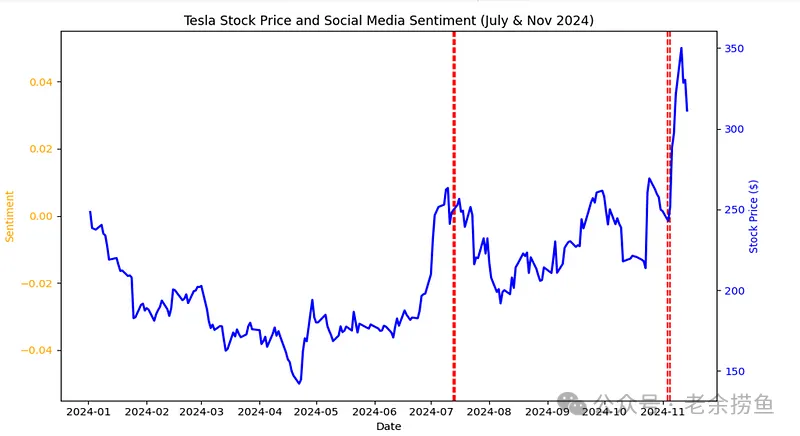 Tesla Stock Price and Social Media Sentiment (July & Nov 2024)
0.04
0.02
0.00
−0.02
−0.04
Sentiment
350
300
250
200
150
Stock Price ($)
2024-01 2024-02 2024-03 2024-04 2024-05 2024-06 2024-07 2024-08 2024-09 2024-10 2024-11
Date
公众号 · 老余捞鱼